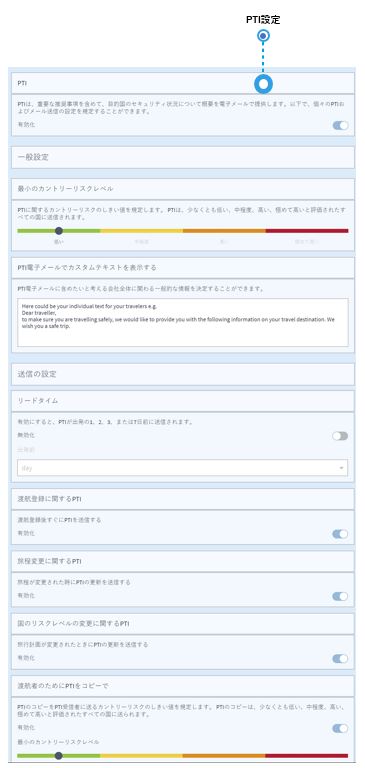 PTI設定
PTI
PTIは、重要な推奨事項を含めて、目的国のセキュリティ状況について概要を電子メールで提供します。以下で、個々のPTIお
よびメール送信の設定を規定することができます。
有効化
一般設定
最小のカントリーリスクレベル
PTIに関するカントリーリスクのしきい値を規定します。PTIは、少なくとも低い、中程度、高い、極めて高いと評価されたす
べての国に送信されます。
低い 中程度 高い 極めて高い
PTI電子メールでカスタムテキストを表示する
PTI電子メールに含めたいと考える会社全体に関わる一般的な情報を決定することができます。
Here could be your individual text for your travelers e.g.
Dear traveller,
to make sure you are travelling safely, we would like to provide you with the following information on your travel destination. We
wish you a safe trip.
送信の設定
リードタイム
有効にすると、PTIが出発の1、2、3、または7日前に送信されます。
無効化
出発前
day
渡航登録に関するPTI
渡航登録後すぐにPTIを送信する
有効化
旅程変更に関するPTI
旅程が変更された時にPTIの更新を送信する
有効化
国のリスクレベルの変更に関するPTI
旅行計画が変更されたときにPTIの更新を送信する
有効化
渡航者のためにPTIをコピーで
PTIのコピーをPTI受信者に送るカントリーリスクのしきい値を規定します。PTIのコピーは、少なくとも低い、中程度、高い、
極めて高いと評価されたすべての国に送られます。
有効化
最小のカントリーリスクレベル